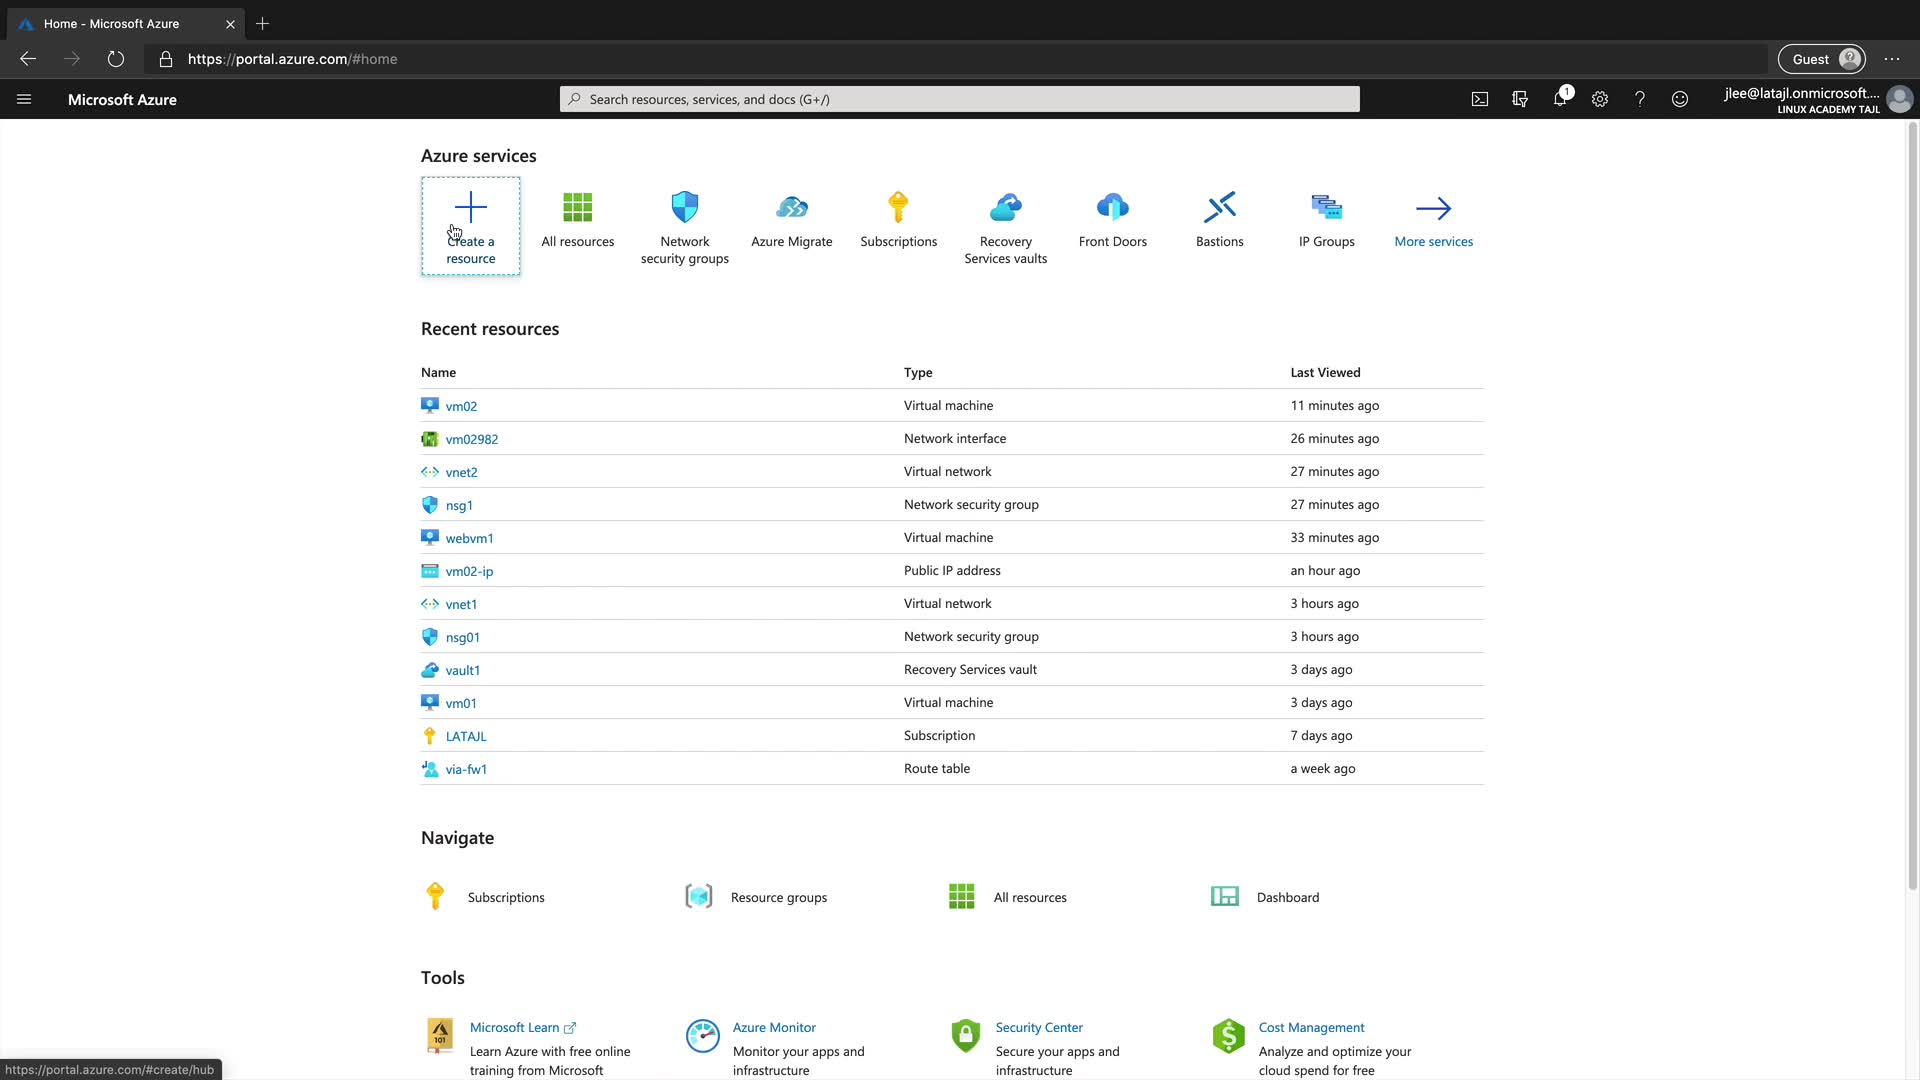 Home - Microsoft Azure
https://portal.azure.com/#home
Guest
Microsoft Azure
Search resources, services, and docs (G+/)
1
jlee@latajl.onmicrosoft....
LINUX ACADEMY TAJL
Azure services
Create a
resource
All resources
Network
security groups
Azure Migrate
Subscriptions
Recovery
Services vaults
Front Doors
Bastions
IP Groups
More services
Recent resources
Name Type Last Viewed
vm02 Virtual machine 11 minutes ago
vm02982 Network interface 26 minutes ago
vnet2 Virtual network 27 minutes ago
nsg1 Network security group 27 minutes ago
webvm1 Virtual machine 33 minutes ago
vm02-ip Public IP address an hour ago
vnet1 Virtual network 3 hours ago
nsg01 Network security group 3 hours ago
vault1 Recovery Services vault 3 days ago
vm01 Virtual machine 3 days ago
LATAJL Subscription 7 days ago
via-fw1 Route table a week ago
Navigate
Subscriptions Resource groups All resources Dashboard
Tools
101
Microsoft Learn
Learn Azure with free online
training from Microsoft
Azure Monitor
Monitor your apps and
infrastructure
Security Center
Secure your apps and
infrastructure
Cost Management
Analyze and optimize your
cloud spend for free
https://portal.azure.com/#create/hub